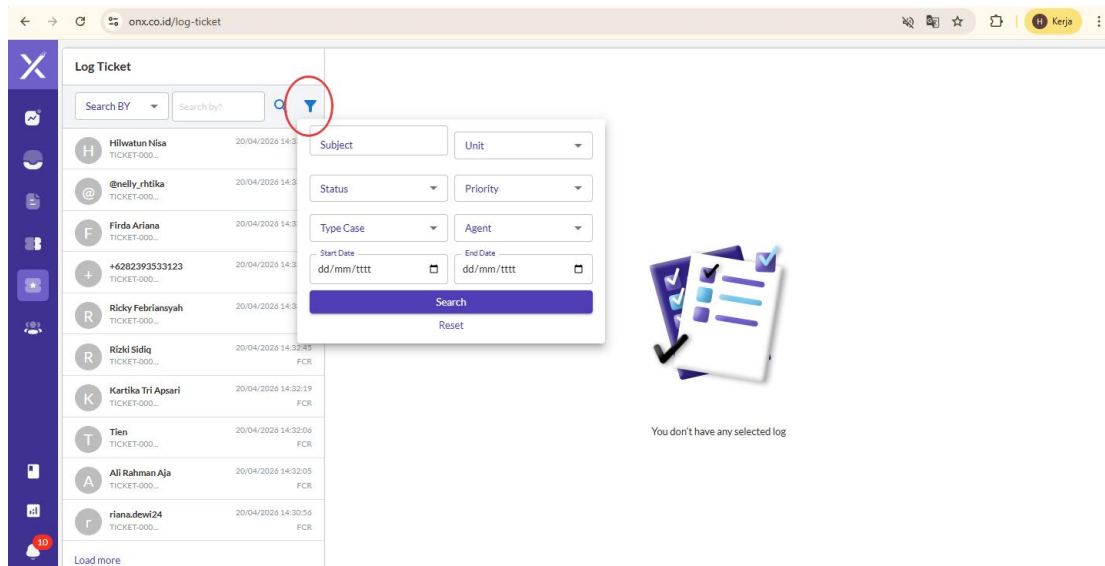 onx.co.id/log-ticket
H Kerja
Log Ticket
Search BY Search by?
H Hilwatun Nisa 20/04/2026 14:3
TICKET-000...
@ @nelly_rhtika 20/04/2026 14:3
TICKET-000...
F Firda Ariana 20/04/2026 14:3
TICKET-000...
+ +6282393533123 20/04/2026 14:3
TICKET-000...
R Ricky Febriansyah 20/04/2026 14:3
TICKET-000...
R Rizki Sidiq 20/04/2026 14:32:45
TICKET-000... FCR
K Kartika Tri Apsari 20/04/2026 14:32:19
TICKET-000... FCR
T Tien 20/04/2026 14:32:06
TICKET-000... FCR
A Ali Rahman Aja 20/04/2026 14:32:05
TICKET-000... FCR
r riana.dewi24 20/04/2026 14:30:56
TICKET-000... FCR
Load more
10
Subject Unit
Status Priority
Type Case Agent
Start Date End Date
dd/mm/tttt dd/mm/tttt
Search
Reset
You don't have any selected log